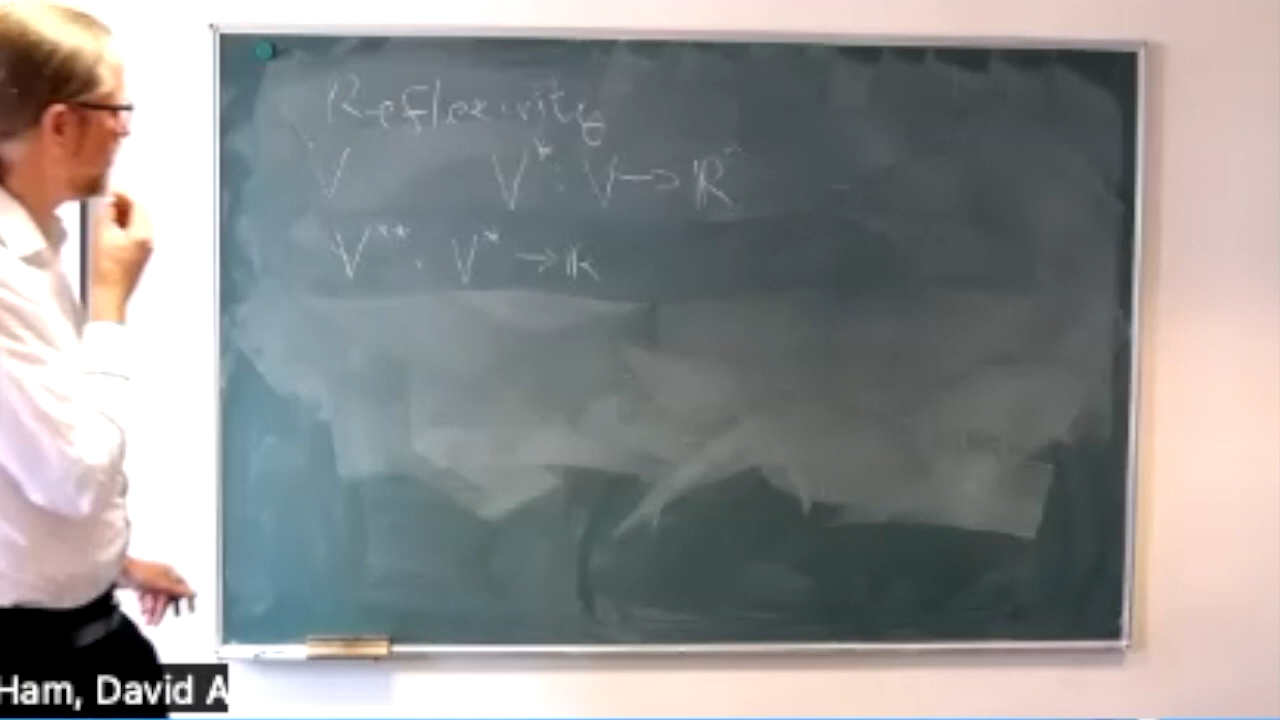 Reflexivity
V V* : V → ℝ
V** : V* → ℝ
Ham, David A